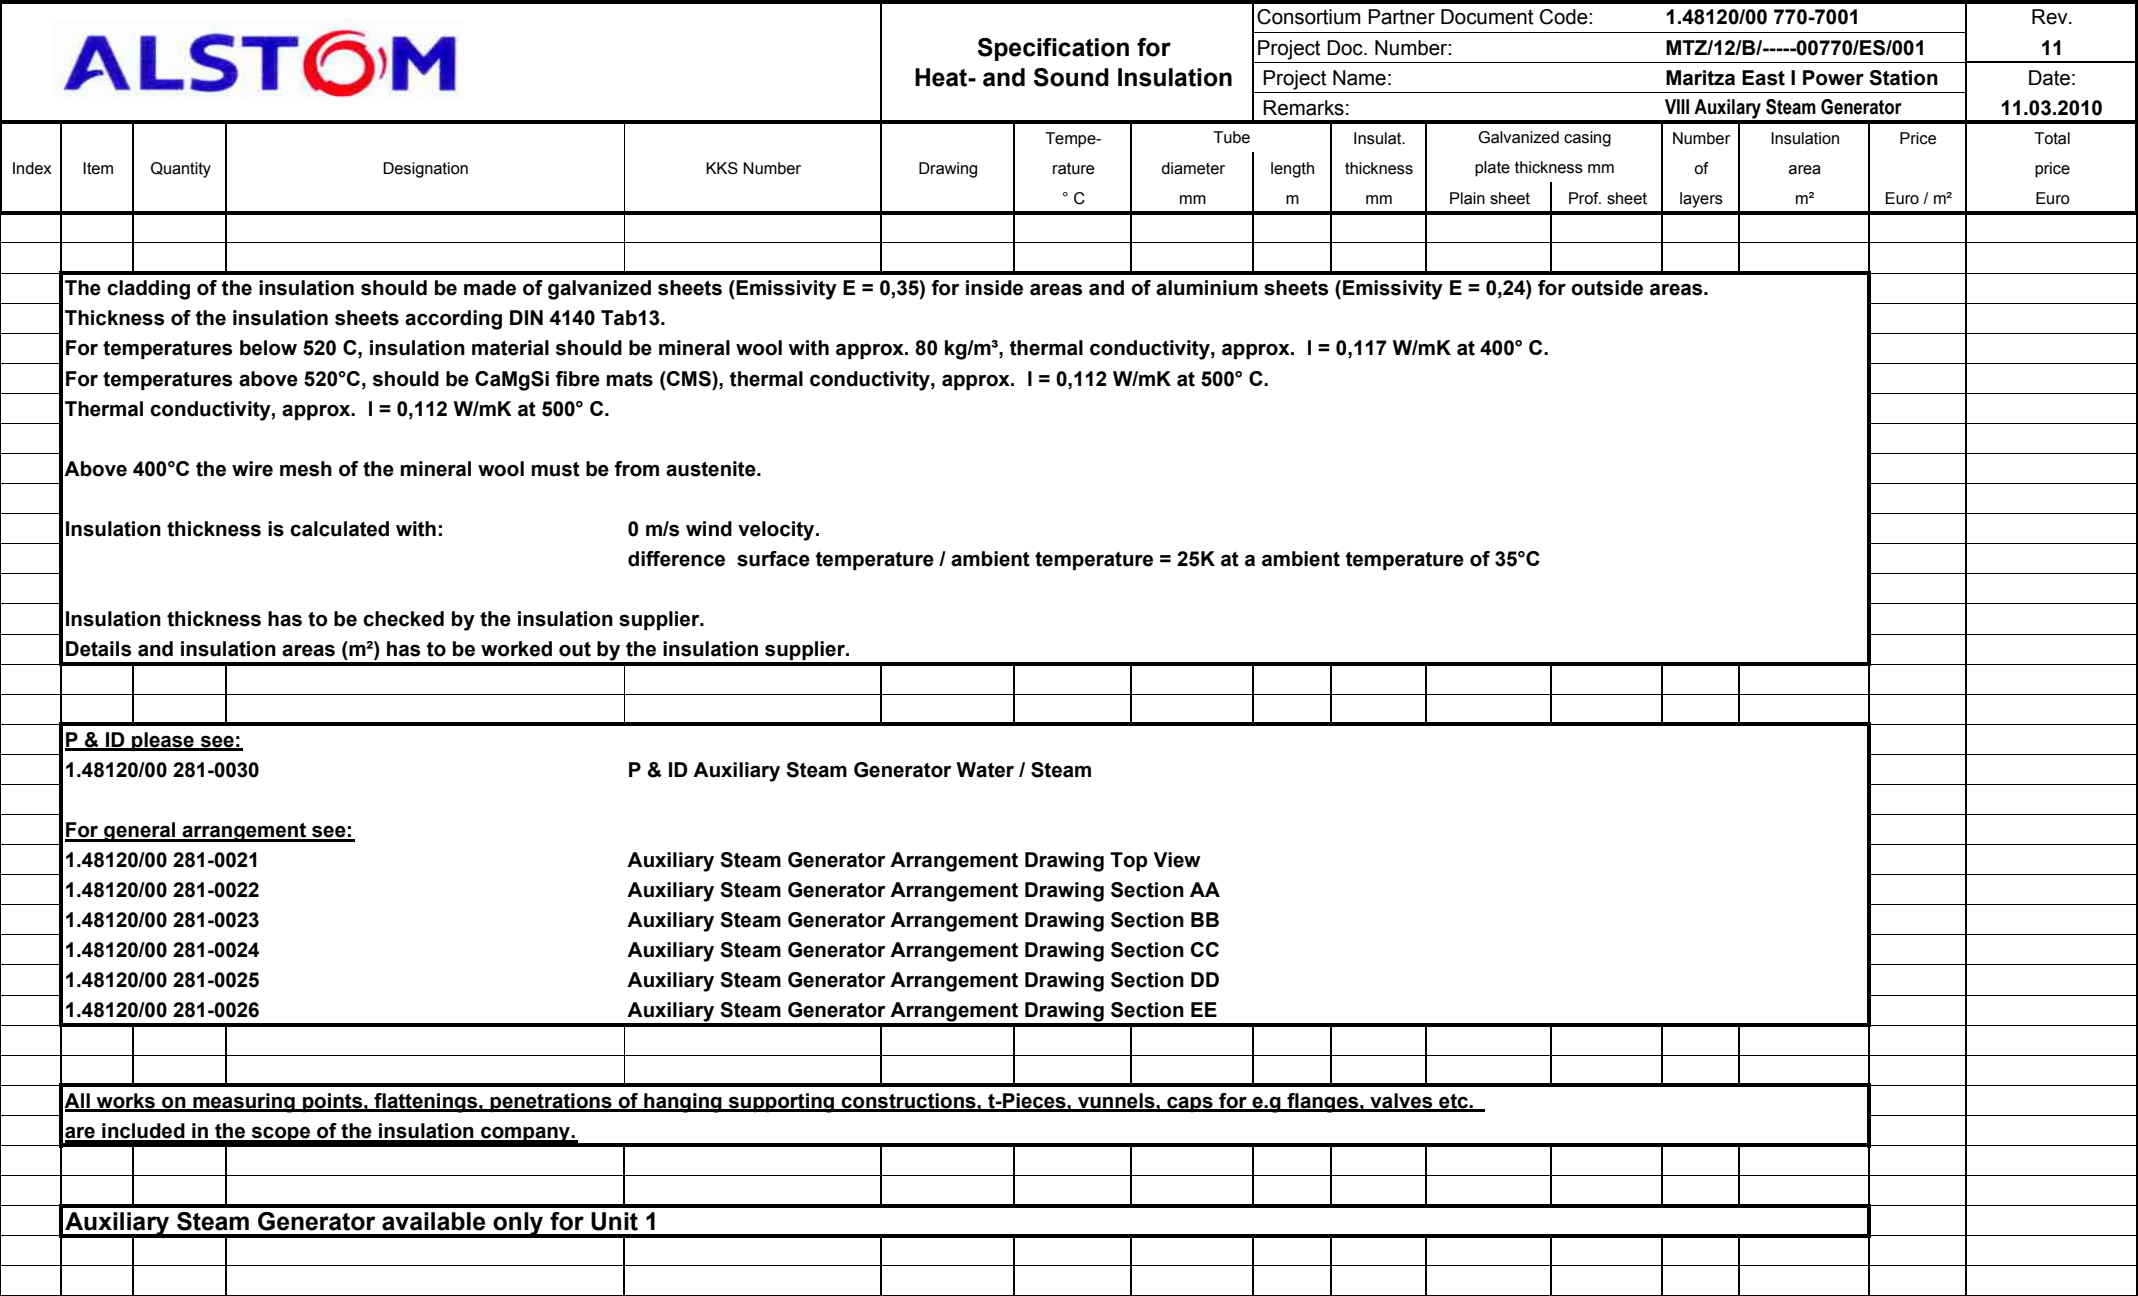 ALSTOM
Specification for
Heat- and Sound Insulation
Consortium Partner Document Code: 1.48120/00 770-7001
Project Doc. Number: MTZ/12/B/-----00770/ES/001
Project Name: Maritza East I Power Station
Remarks: VIII Auxilary Steam Generator
Rev.
11
Date:
11.03.2010
Index
Item
Quantity
Designation
KKS Number
Drawing
Tempe-
rature
° C
Tube
diameter
mm
length
m
Insulat.
thickness
mm
Galvanized casing
plate thickness mm
Plain sheet
Prof. sheet
Number
of
layers
Insulation
area
m²
Price
Euro / m²
Total
price
Euro
The cladding of the insulation should be made of galvanized sheets (Emissivity E = 0,35) for inside areas and of aluminium sheets (Emissivity E = 0,24) for outside areas.
Thickness of the insulation sheets according DIN 4140 Tab13.
For temperatures below 520 C, insulation material should be mineral wool with approx. 80 kg/m³, thermal conductivity, approx. l = 0,117 W/mK at 400° C.
For temperatures above 520°C, should be CaMgSi fibre mats (CMS), thermal conductivity, approx. l = 0,112 W/mK at 500° C.
Thermal conductivity, approx. l = 0,112 W/mK at 500° C.
Above 400°C the wire mesh of the mineral wool must be from austenite.
Insulation thickness is calculated with: 0 m/s wind velocity.
difference surface temperature / ambient temperature = 25K at a ambient temperature of 35°C
Insulation thickness has to be checked by the insulation supplier.
Details and insulation areas (m²) has to be worked out by the insulation supplier.
P & ID please see:
1.48120/00 281-0030 P & ID Auxiliary Steam Generator Water / Steam
For general arrangement see:
1.48120/00 281-0021 Auxiliary Steam Generator Arrangement Drawing Top View
1.48120/00 281-0022 Auxiliary Steam Generator Arrangement Drawing Section AA
1.48120/00 281-0023 Auxiliary Steam Generator Arrangement Drawing Section BB
1.48120/00 281-0024 Auxiliary Steam Generator Arrangement Drawing Section CC
1.48120/00 281-0025 Auxiliary Steam Generator Arrangement Drawing Section DD
1.48120/00 281-0026 Auxiliary Steam Generator Arrangement Drawing Section EE
All works on measuring points, flattenings, penetrations of hanging supporting constructions, t-Pieces, vunnels, caps for e.g flanges, valves etc.
are included in the scope of the insulation company.
Auxiliary Steam Generator available only for Unit 1